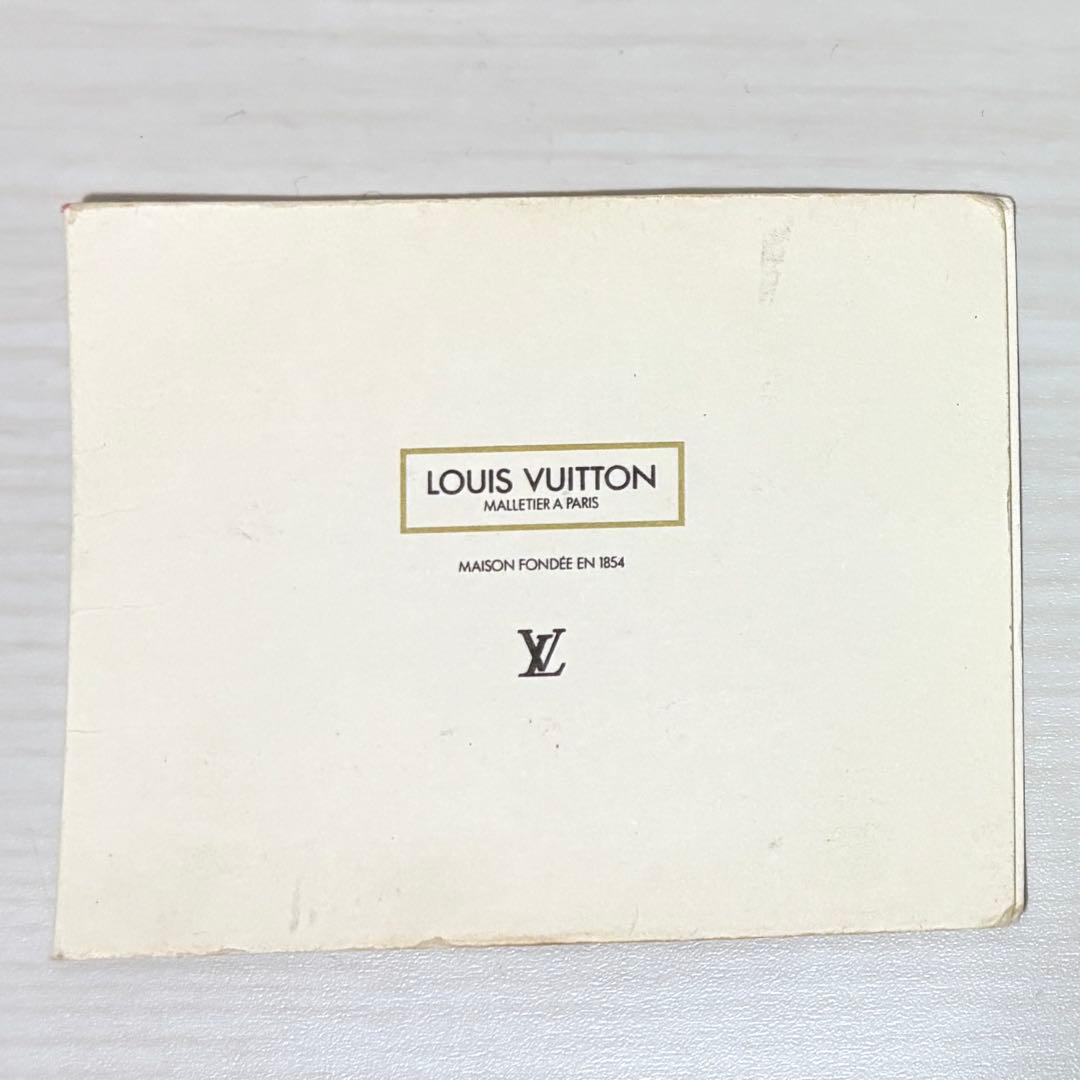 LOUIS VUITTON
MALLETIER A PARIS
MAISON FONDÉE EN 1854
LV